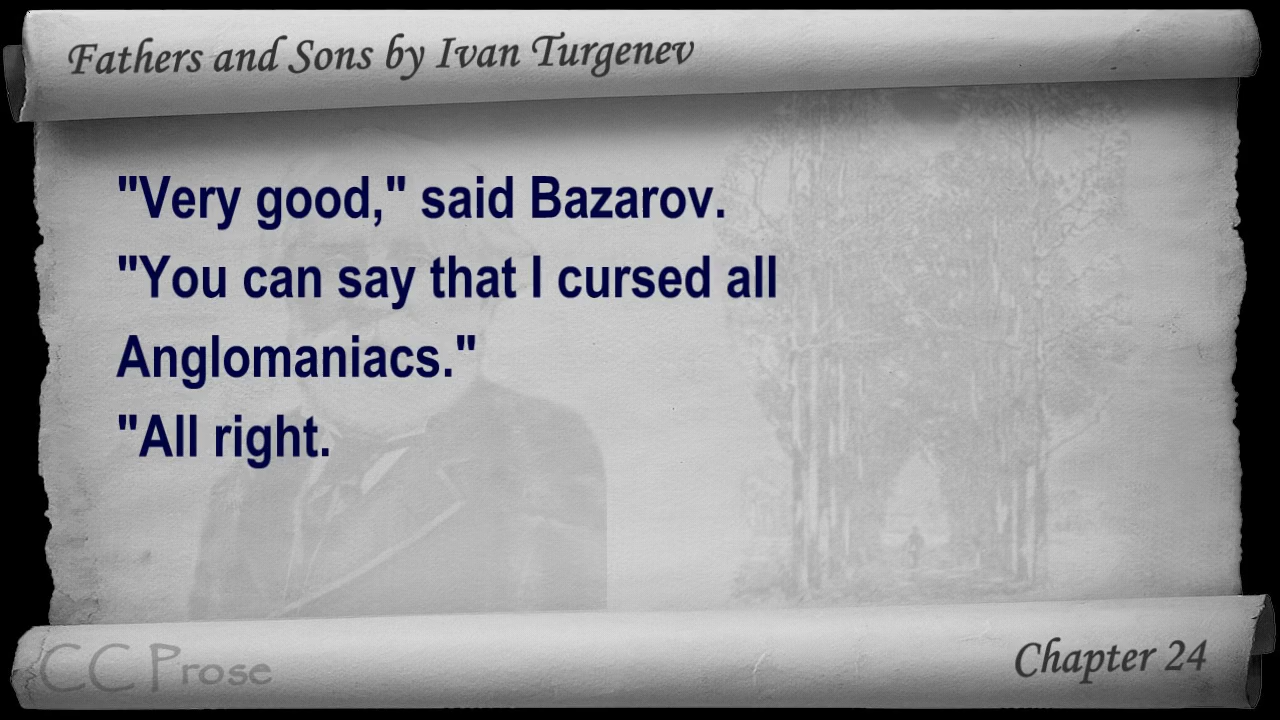 Fathers and Sons by Ivan Turgenev
"Very good," said Bazarov.
"You can say that I cursed all
Anglomaniacs."
"All right.
CC Prose
Chapter 24